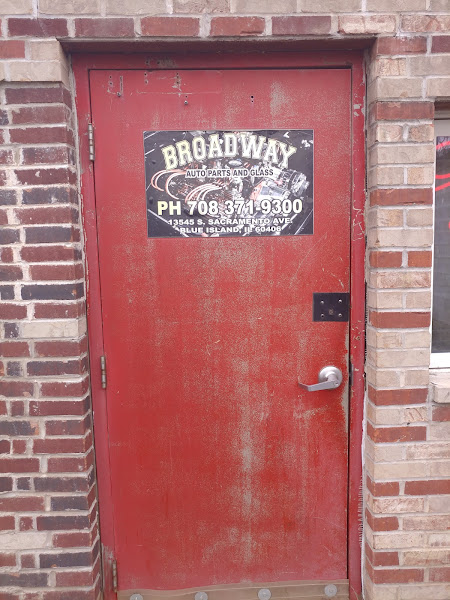 BROADWAY
AUTO PARTS AND GLASS
PH 708-371-9300
13545 S. SACRAMENTO AVE.
BLUE ISLAND, IL 60406